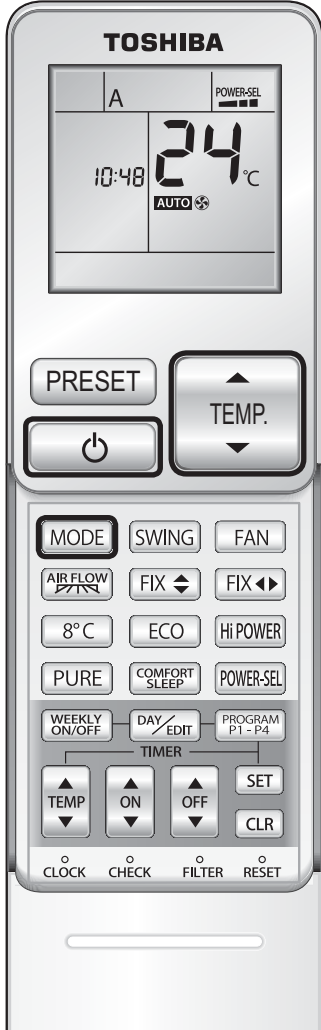 TOSHIBA
A POWER-SEL
10:48 24 °C
AUTO
PRESET
TEMP.
MODE SWING FAN
AIR FLOW FIX FIX
8°C ECO Hi POWER
PURE COMFORT SLEEP POWER-SEL
WEEKLY ON/OFF DAY/EDIT PROGRAM P1 - P4
TIMER
TEMP ON OFF SET
CLR
CLOCK CHECK FILTER RESET